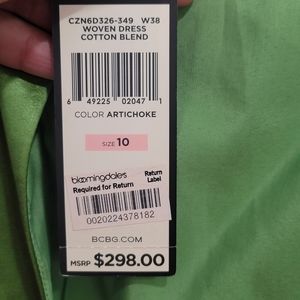 CZN6D326-349 W38
WOVEN DRESS
COTTON BLEND
6 49225 02047 1
COLOR ARTICHOKE
SIZE 10
bloomingdales Return
Required for Return Label
0020224378182
BCBG.COM
MSRP $298.00